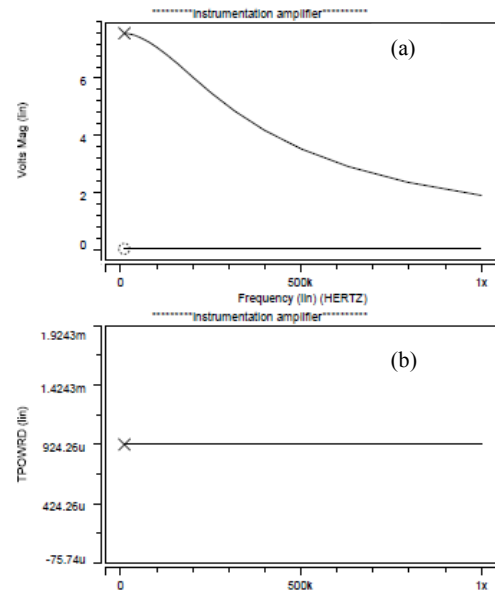 *********Instrumentation amplifier**********
(a)
Volts Mag (lin)
6
4
2
0
0 500k 1x
Frequency (lin) (HERTZ)
*********Instrumentation amplifier**********
(b)
TPOWRD (lin)
1.9243m
1.4243m
924.26u
424.26u
-75.74u
0 500k 1x